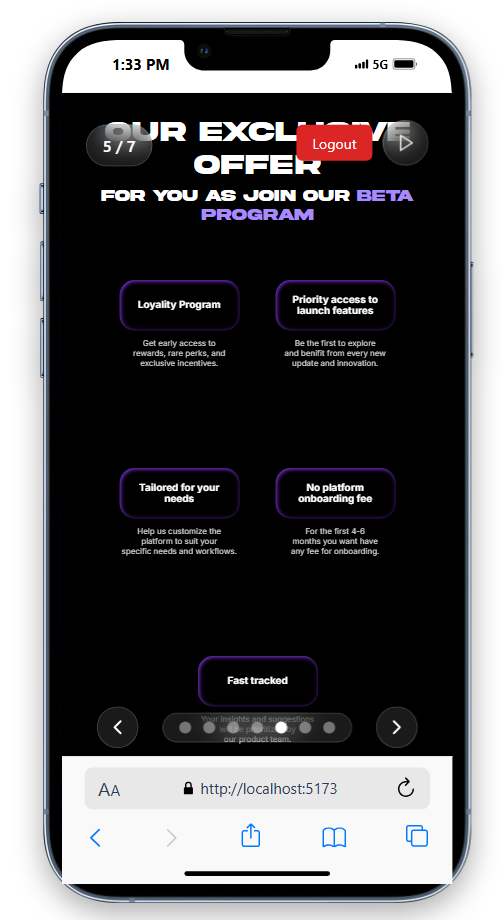 1:33 PM
5G
OUR EXCLUSIVE
5 / 7
Logout
OFFER
FOR YOU AS JOIN OUR BETA
PROGRAM
Loyality Program
Get early access to
rewards, rare perks, and
exclusive incentives.
Priority access to
launch features
Be the first to explore
and benifit from every new
update and innovation.
Tailored for your
needs
Help us customize the
platform to suit your
specific needs and workflows.
No platform
onboarding fee
For the first 4-6
months you want have
any fee for onboarding.
Fast tracked
Your insights and suggestions
will be prioritized by
our product team.
AA
http://localhost:5173